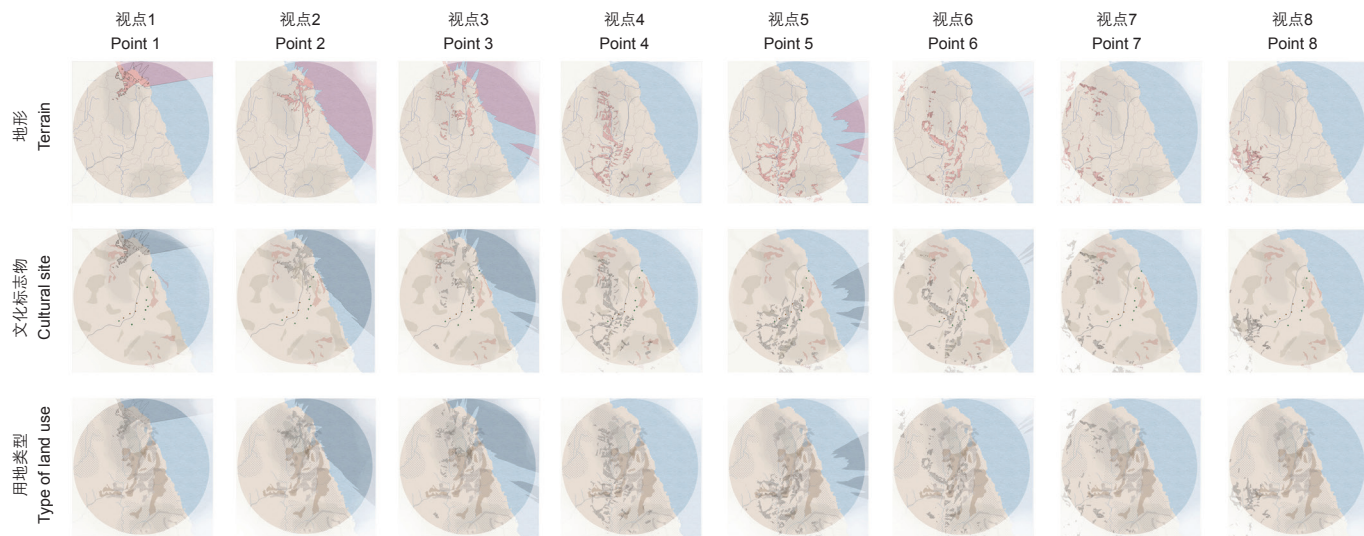 视点1
Point 1
视点2
Point 2
视点3
Point 3
视点4
Point 4
视点5
Point 5
视点6
Point 6
视点7
Point 7
视点8
Point 8
地形
Terrain
文化标志物
Cultural site
用地类型
Type of land use